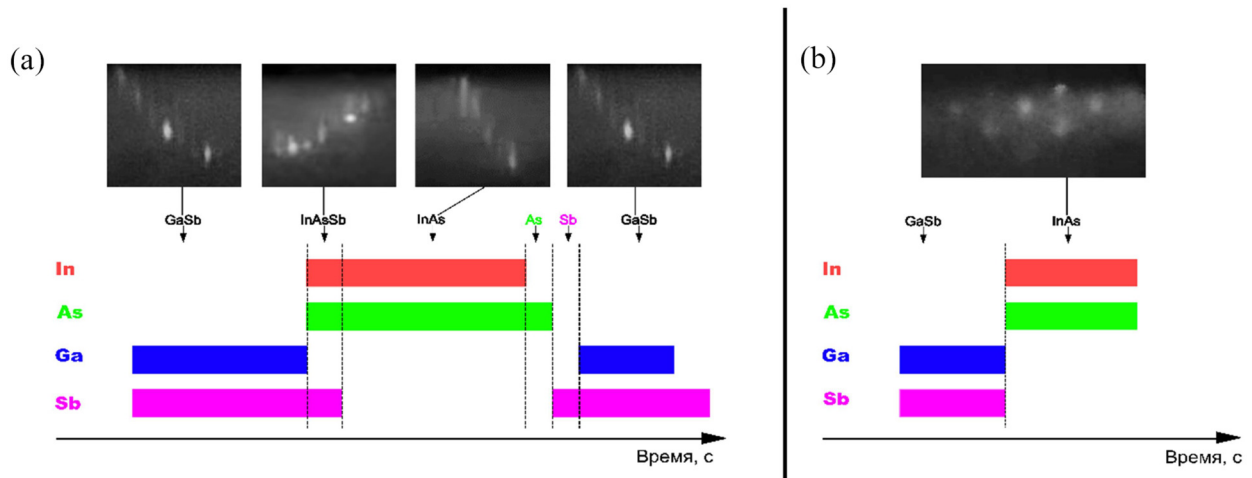 (a)
GaSb
InAsSb
InAs
As
Sb
GaSb
In
As
Ga
Sb
Время, с
(b)
GaSb
InAs
In
As
Ga
Sb
Время, с